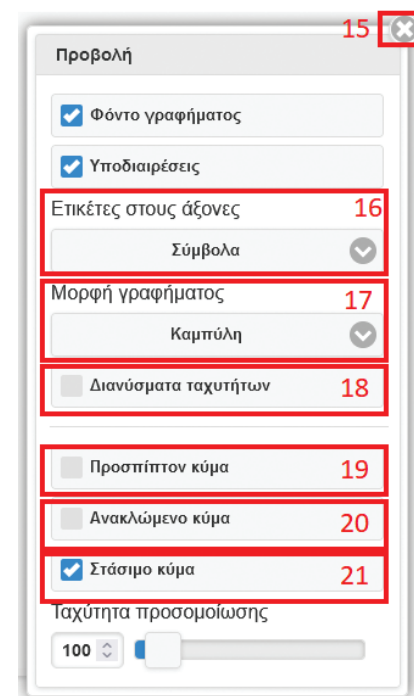 15
Προβολή
Φόντο γραφήματος
Υποδιαιρέσεις
Ετικέτες στους άξονες 16
Σύμβολα
Μορφή γραφήματος 17
Καμπύλη
Διανύσματα ταχυτήτων 18
Προσπίπτον κύμα 19
Ανακλώμενο κύμα 20
Στάσιμο κύμα 21
Ταχύτητα προσομοίωσης
100